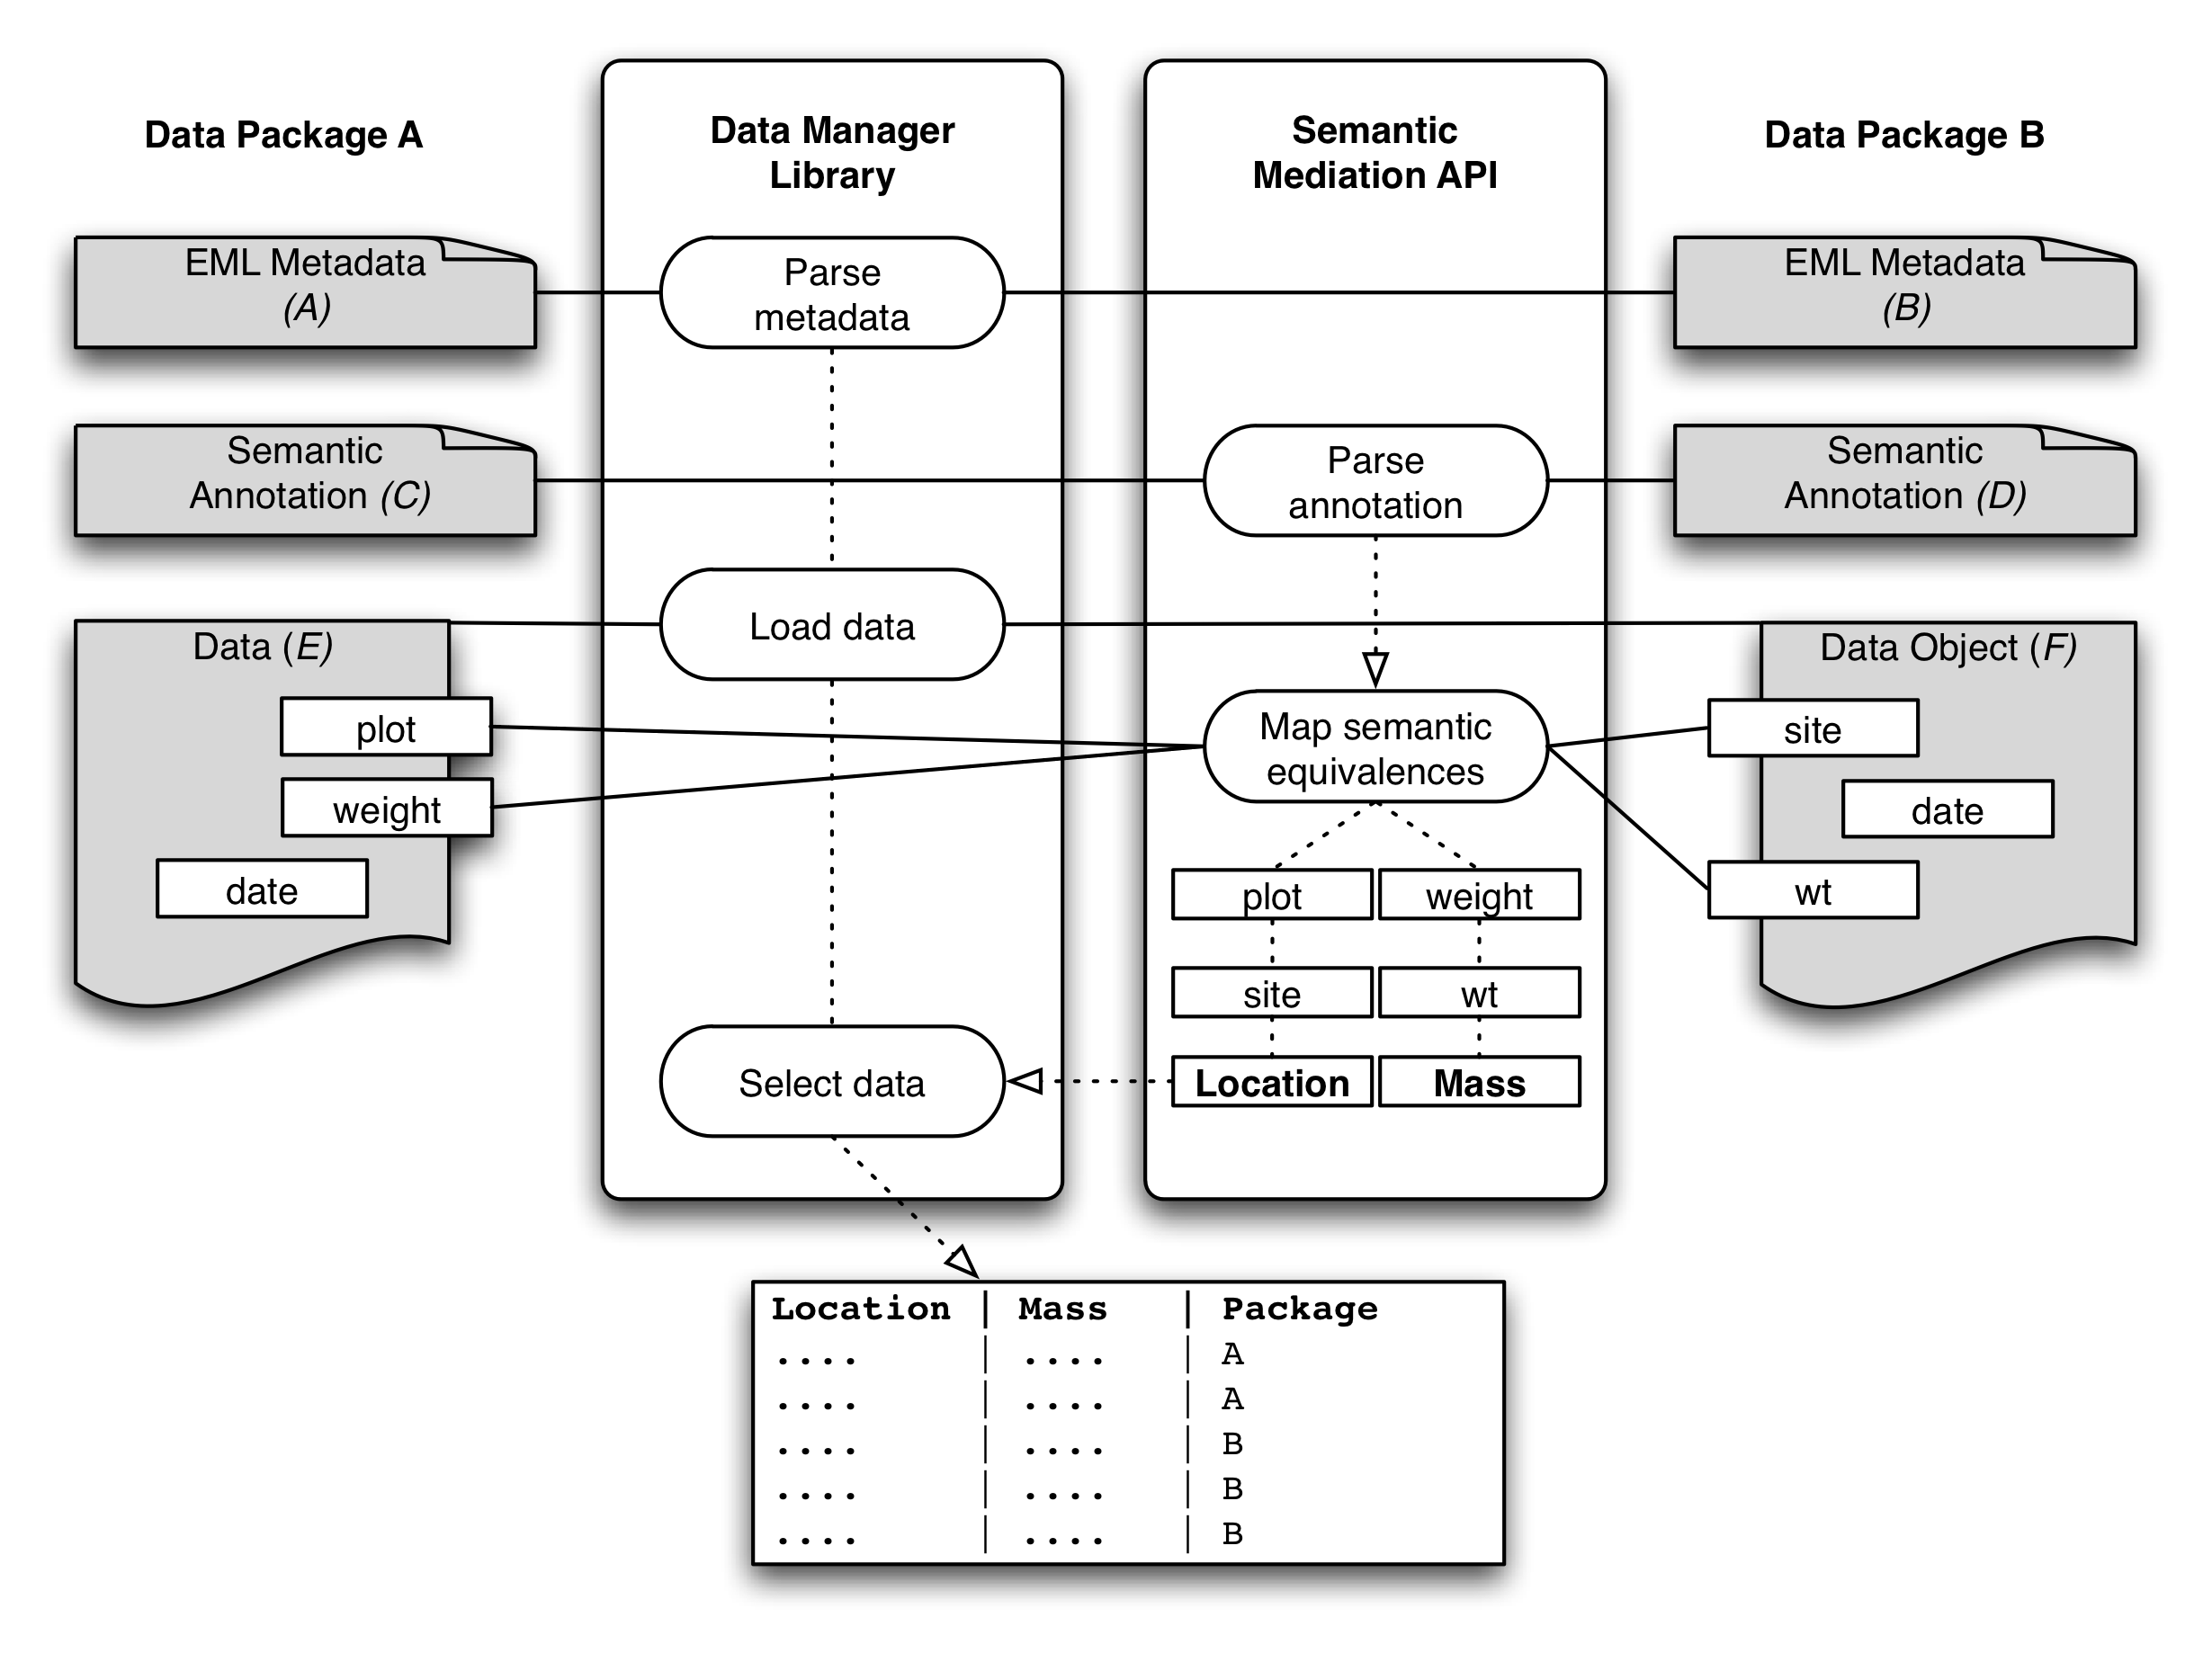 Data Package A
Data Manager
Library
Semantic
Mediation API
Data Package B
EML Metadata
(A)
Parse
metadata
EML Metadata
(B)
Semantic
Annotation (C)
Parse
annotation
Semantic
Annotation (D)
Data (E)
plot
weight
date
Load data
Map semantic
equivalences
Data Object (F)
site
date
wt
plot
weight
site
wt
Location
Mass
Select data
Location | Mass | Package
.... | .... | A
.... | .... | A
.... | .... | B
.... | .... | B
.... | .... | B